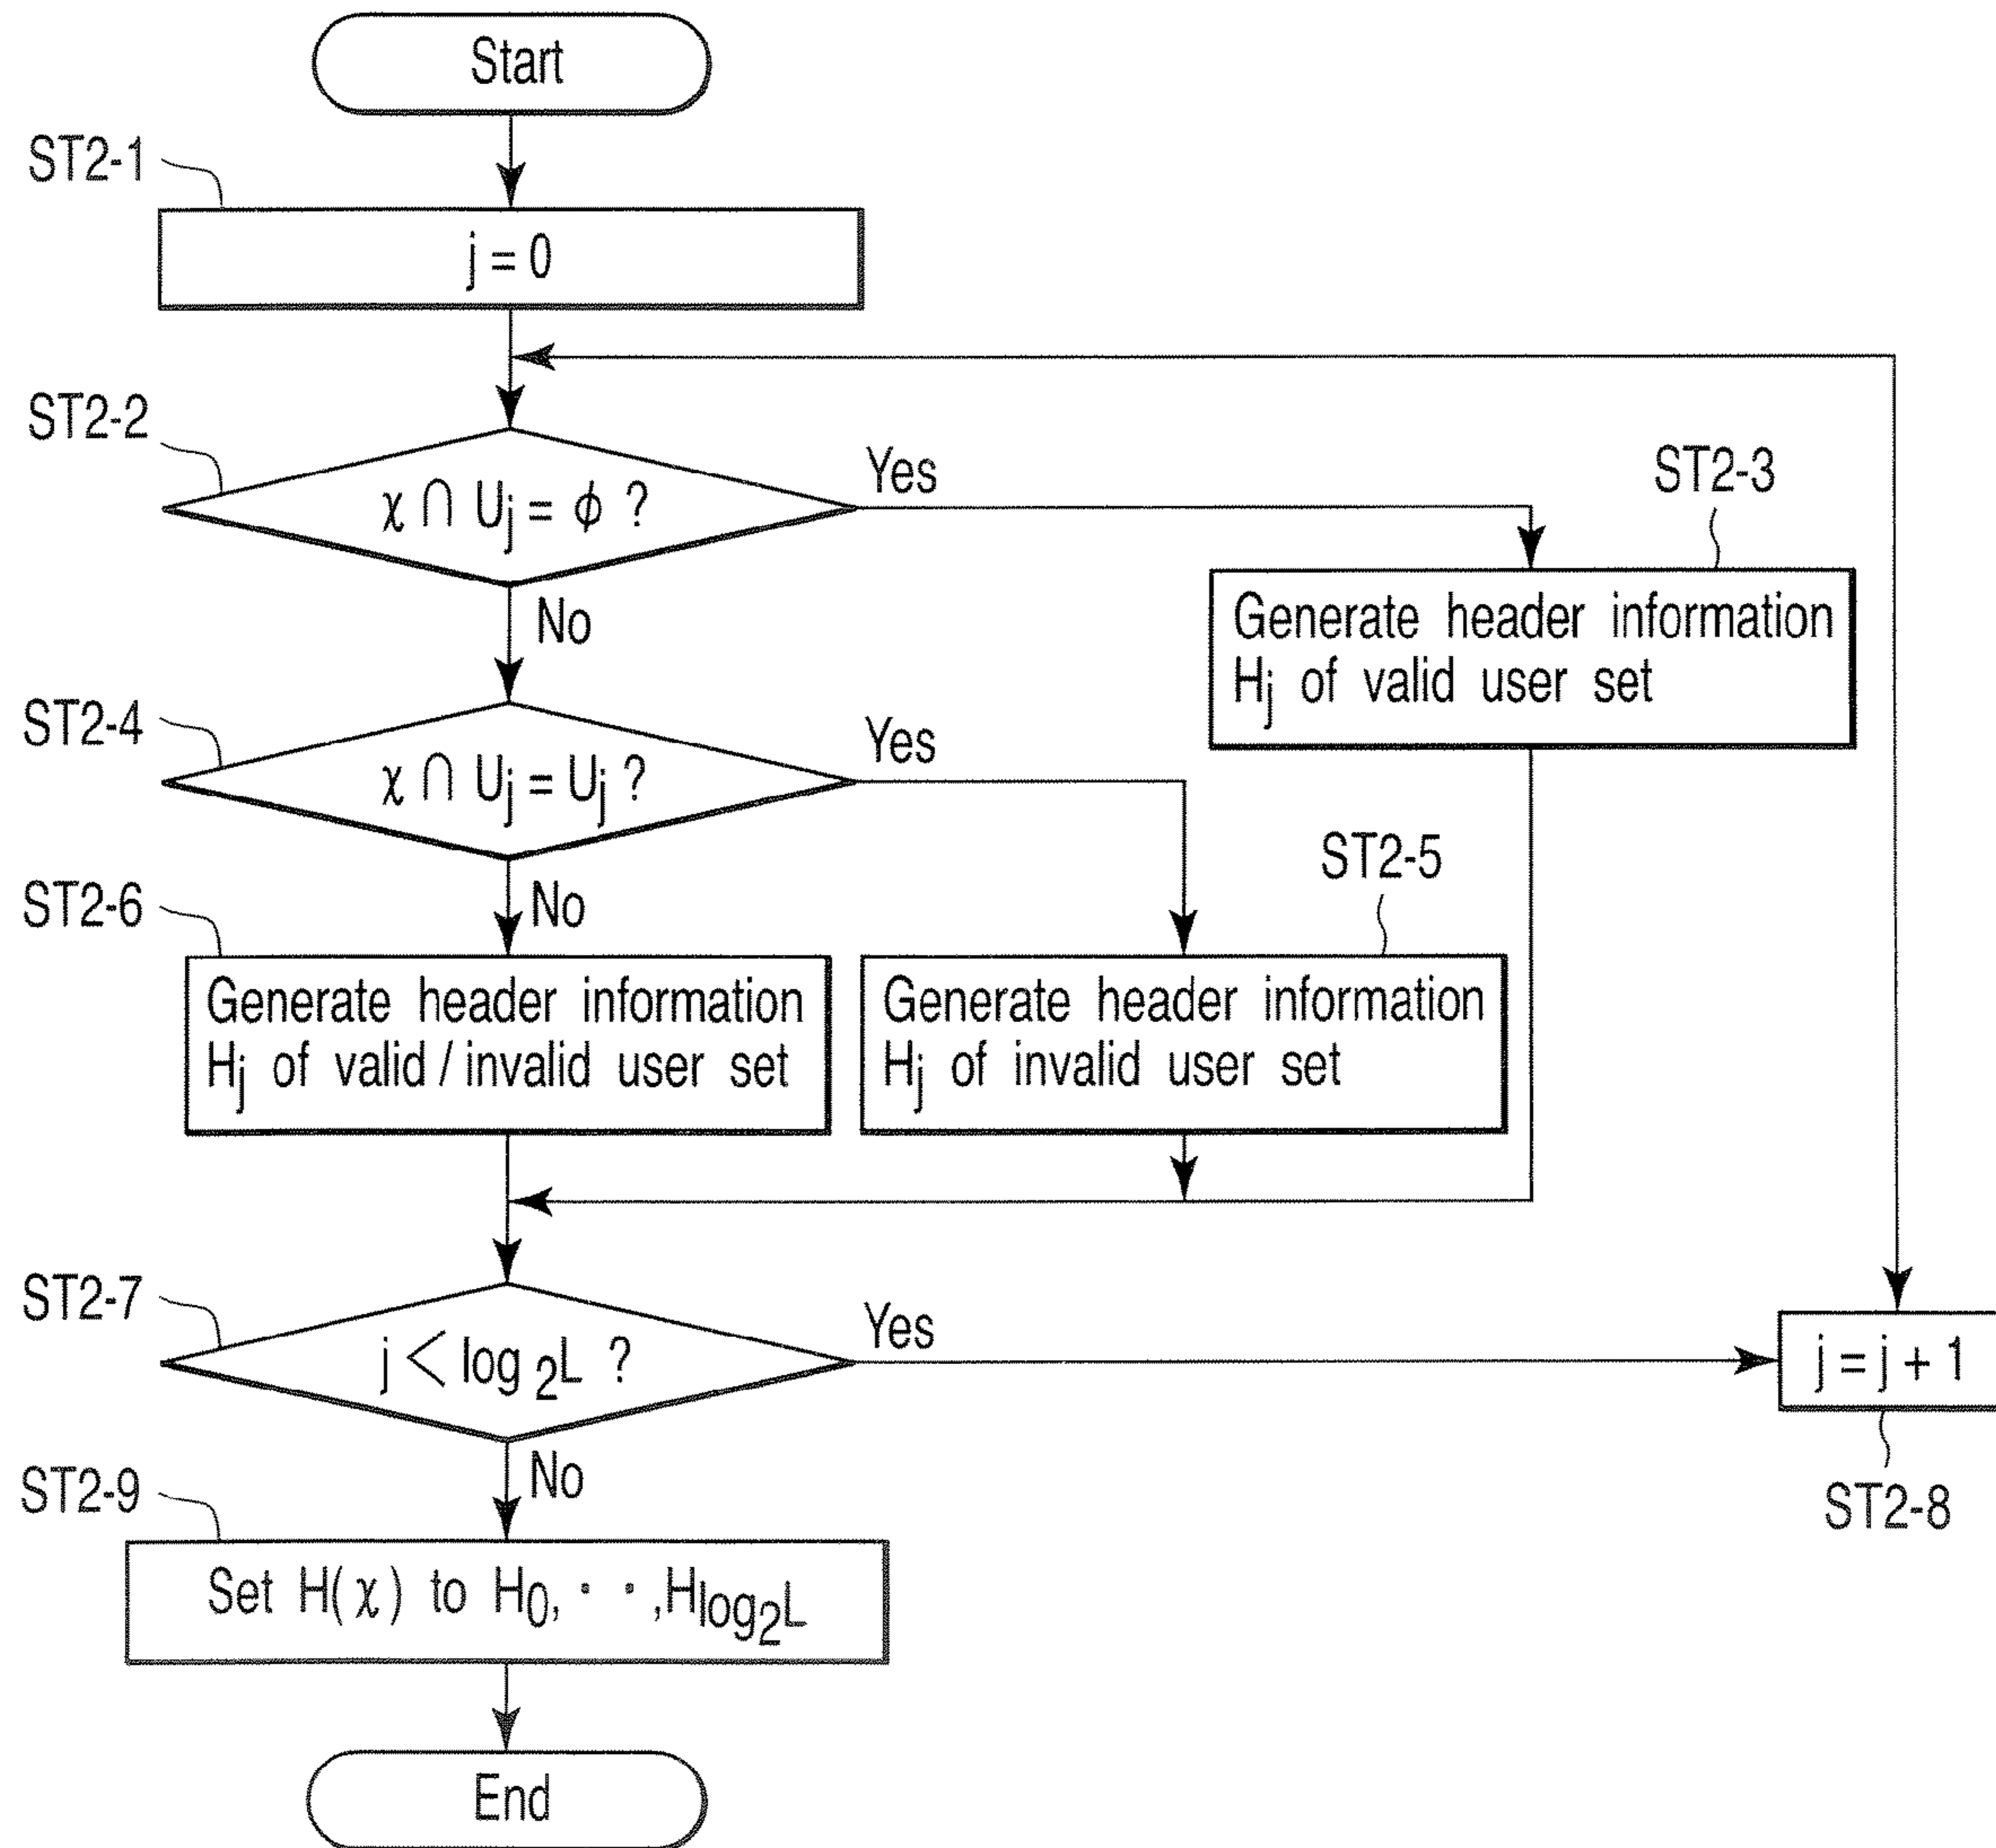 Start
ST2-1
j = 0
ST2-2
χ ∩ Uj = ϕ ?
Yes
ST2-3
Generate header information
Hj of valid user set
No
ST2-4
χ ∩ Uj = Uj ?
Yes
ST2-5
Generate header information
Hj of invalid user set
No
ST2-6
Generate header information
Hj of valid / invalid user set
ST2-7
j < log 2L ?
Yes
j = j + 1
ST2-8
No
ST2-9
Set H( χ ) to H0, · · ,Hlog2L
End